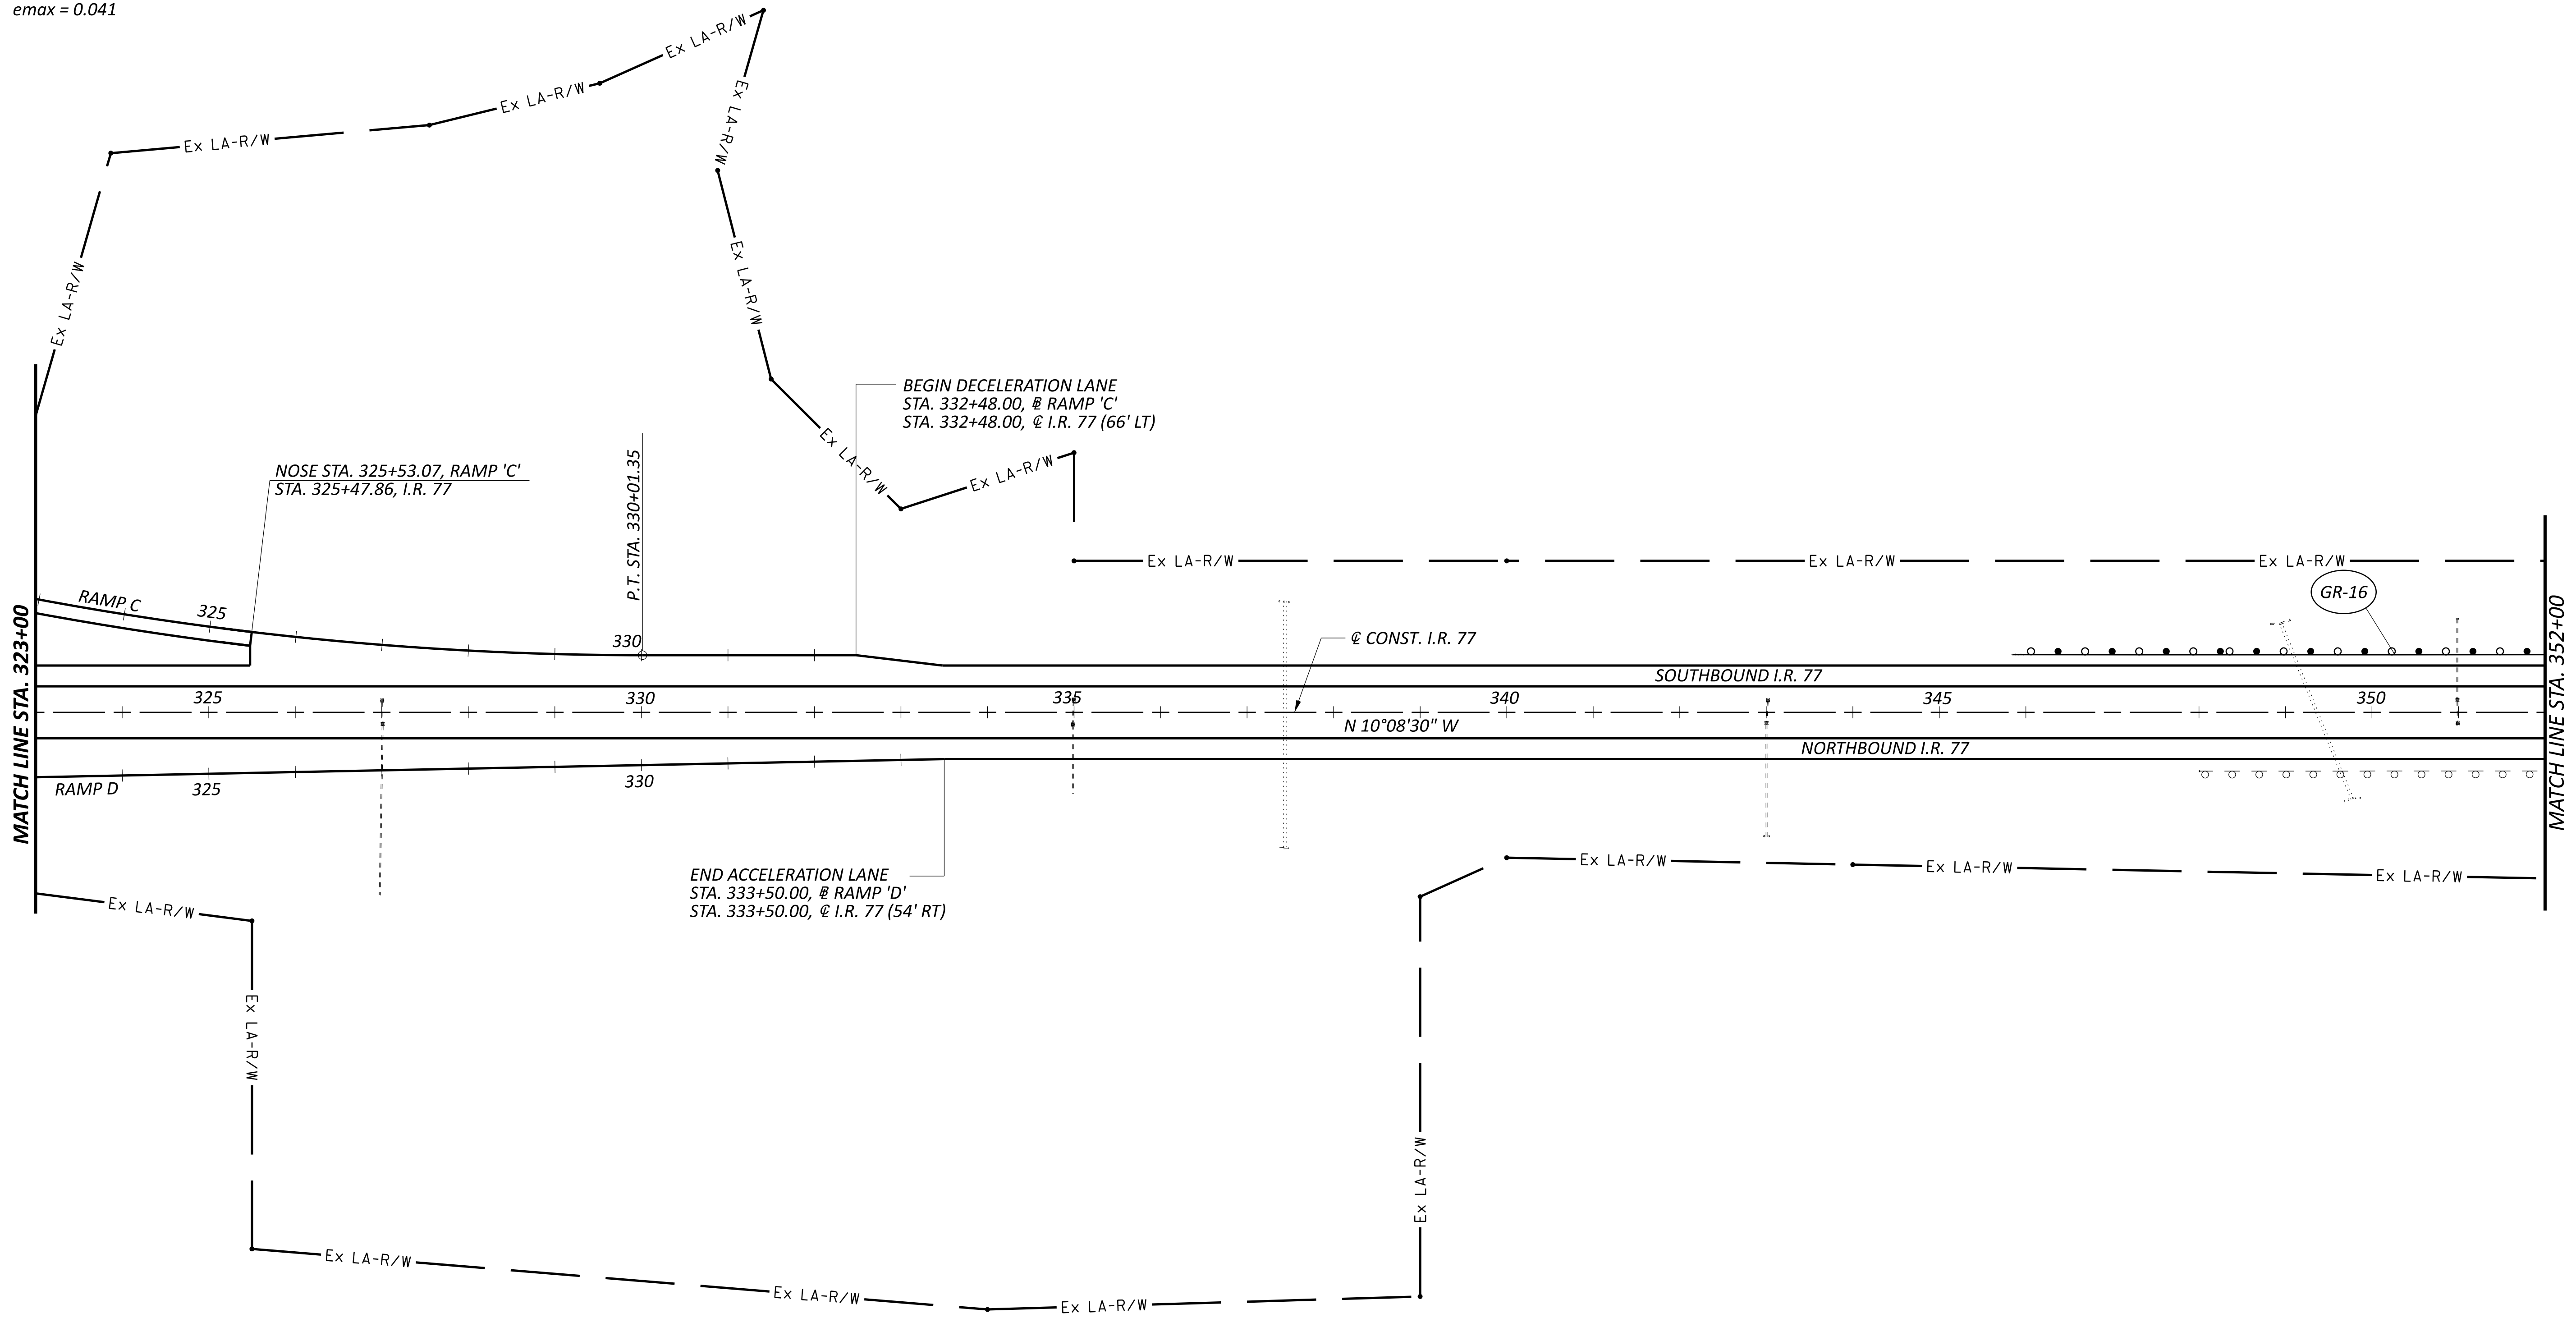 emax = 0.041
Ex LA-R/W
Ex LA-R/W
Ex LA-R/W
Ex LA-R/W
Ex LA-R/W
Ex LA-R/W
Ex LA-R/W
Ex LA-R/W
BEGIN DECELERATION LANE
STA. 332+48.00, ⅊ RAMP 'C'
STA. 332+48.00, ℄ I.R. 77 (66' LT)
NOSE STA. 325+53.07, RAMP 'C'
STA. 325+47.86, I.R. 77
P.T. STA. 330+01.35
Ex LA-R/W
Ex LA-R/W
Ex LA-R/W
GR-16
MATCH LINE STA. 323+00
RAMP C
325
330
℄ CONST. I.R. 77
SOUTHBOUND I.R. 77
325
330
335
340
345
350
N 10°08'30" W
NORTHBOUND I.R. 77
MATCH LINE STA. 352+00
RAMP D
325
330
END ACCELERATION LANE
STA. 333+50.00, ⅊ RAMP 'D'
STA. 333+50.00, ℄ I.R. 77 (54' RT)
Ex LA-R/W
Ex LA-R/W
Ex LA-R/W
Ex LA-R/W
Ex LA-R/W
Ex LA-R/W
Ex LA-R/W
Ex LA-R/W
Ex LA-R/W